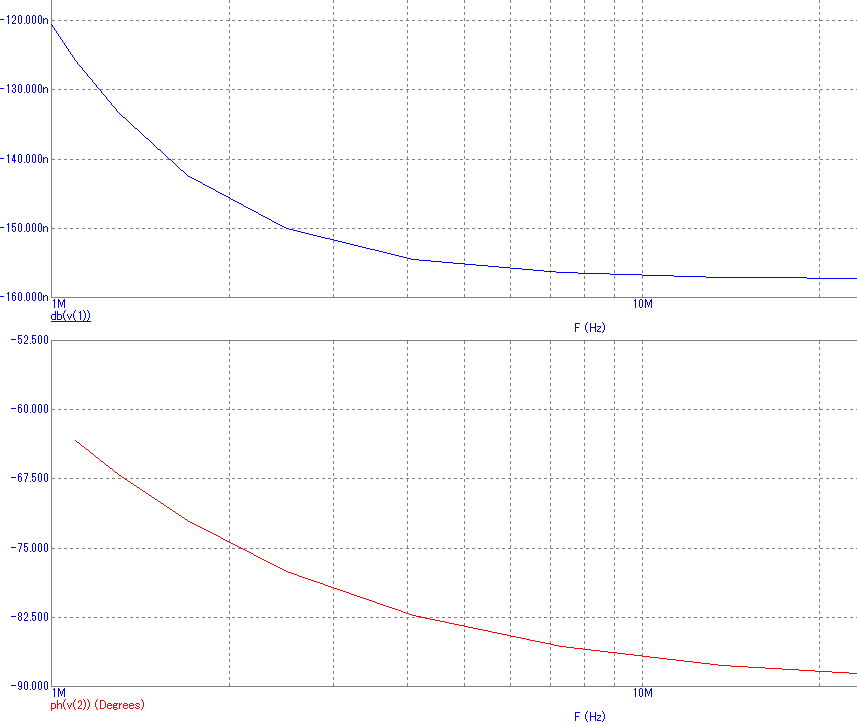 -120.000n
-130.000n
-140.000n
-150.000n
-160.000n
1M 10M
db(v(1))
F (Hz)
-52.500
-60.000
-67.500
-75.000
-82.500
-90.000
1M 10M
ph(v(2)) (Degrees)
F (Hz)